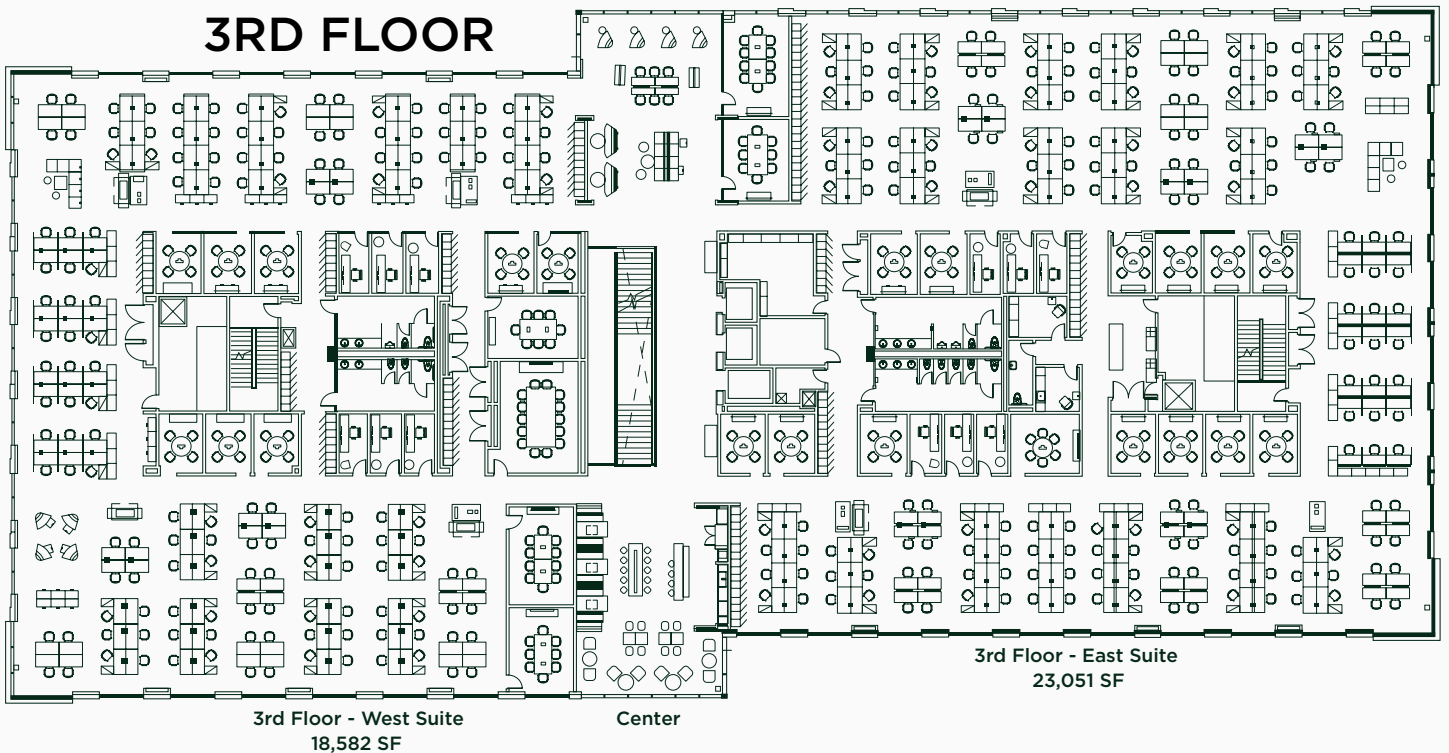 3RD FLOOR
3rd Floor - East Suite
23,051 SF
3rd Floor - West Suite
18,582 SF
Center